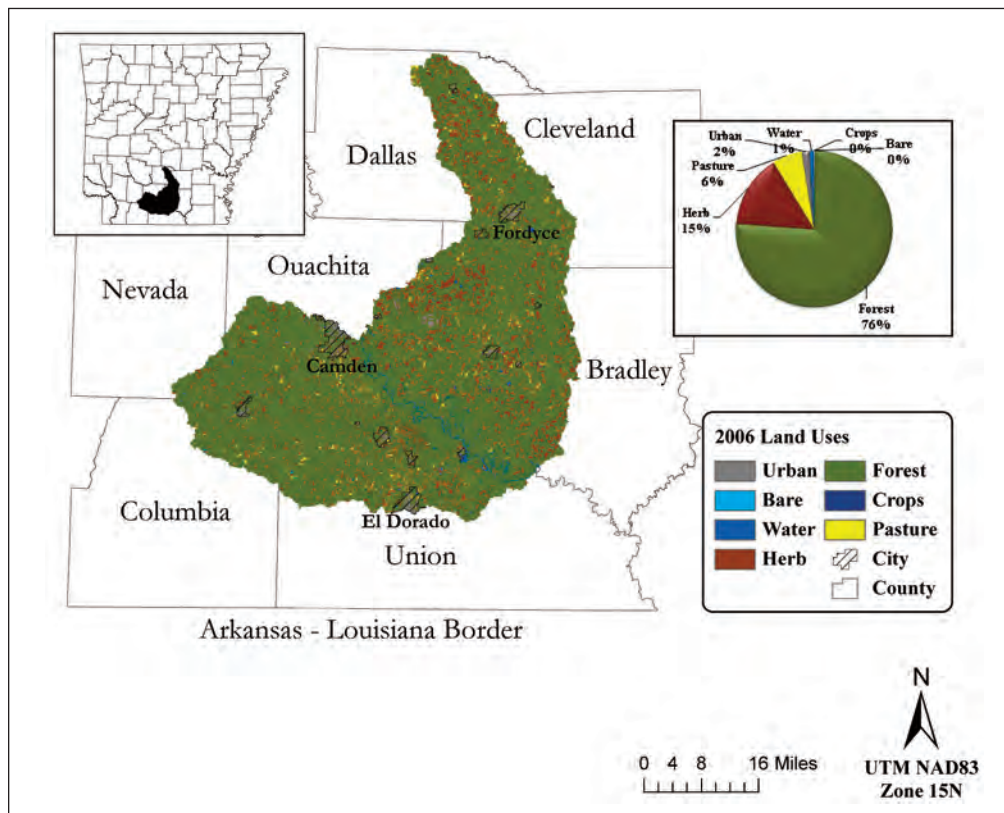 Cleveland
Dallas
Fordyce
Ouachita
Nevada
Camden
Bradley
Columbia
El Dorado
Union
Arkansas - Louisiana Border
Urban
2%
Water
1%
Crops
0%
Bare
0%
Pasture
6%
Herb
15%
Forest
76%
2006 Land Uses
Urban
Forest
Bare
Crops
Water
Pasture
Herb
City
County
0 4 8 16 Miles
N
UTM NAD83
Zone 15N